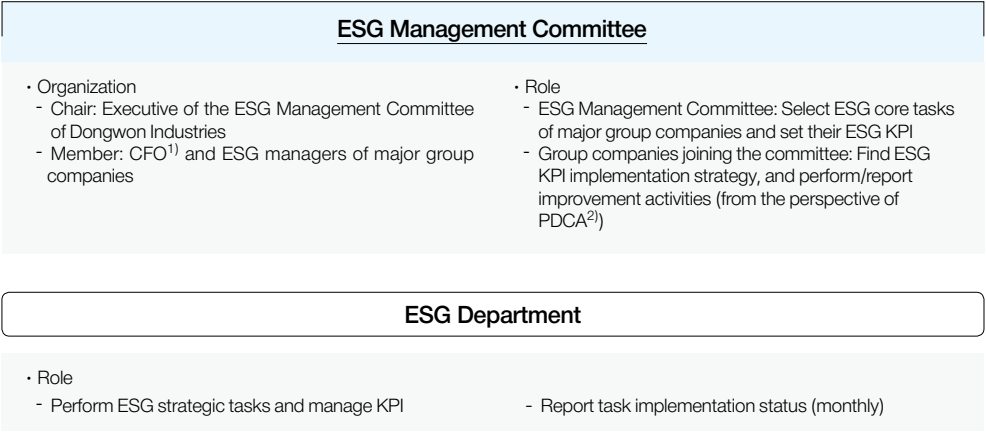 ESG Management Committee
· Organization
- Chair: Executive of the ESG Management Committee
of Dongwon Industries
- Member: CFO1) and ESG managers of major group
companies
· Role
- ESG Management Committee: Select ESG core tasks
of major group companies and set their ESG KPI
- Group companies joining the committee: Find ESG
KPI implementation strategy, and perform/report
improvement activities (from the perspective of
PDCA2))
ESG Department
· Role
- Perform ESG strategic tasks and manage KPI
- Report task implementation status (monthly)